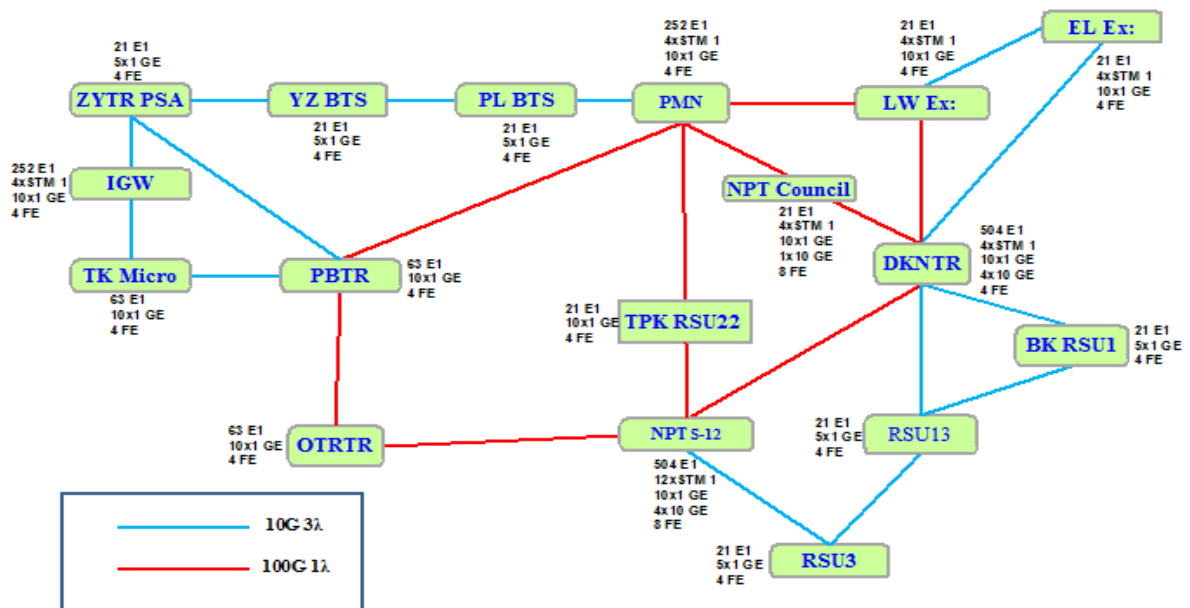 21 E1
5x1 GE
4 FE
ZYTR PSA
YZ BTS
21 E1
5x1 GE
4 FE
PL BTS
21 E1
5x1 GE
4 FE
252 E1
4xSTM 1
10x1 GE
4 FE
PMN
21 E1
4xSTM 1
10x1 GE
4 FE
LW Ex:
EL Ex:
21 E1
4xSTM 1
10x1 GE
4 FE
252 E1
4xSTM 1
10x1 GE
4 FE
IGW
NPT Council
21 E1
4xSTM 1
10x1 GE
1x10 GE
8 FE
TK Micro
63 E1
10x1 GE
4 FE
PBTR
63 E1
10x1 GE
4 FE
DKNTR
504 E1
4xSTM 1
10x1 GE
4x10 GE
4 FE
21 E1
10x1 GE
4 FE
TPK RSU22
BK RSU1
21 E1
5x1 GE
4 FE
63 E1
10x1 GE
4 FE
OTRTR
NPT S-12
504 E1
12xSTM 1
10x1 GE
4x10 GE
8 FE
21 E1
5x1 GE
4 FE
RSU13
21 E1
5x1 GE
4 FE
RSU3
10G 3λ
100G 1λ